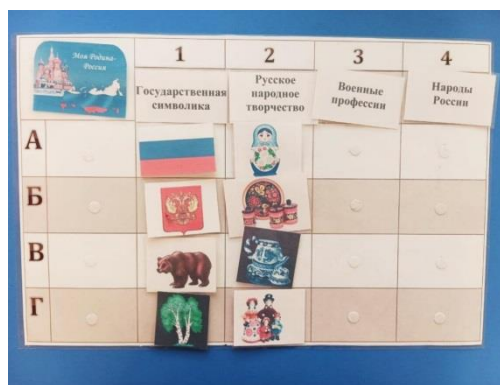 Моя Родина-
Россия
1
2
3
4
Государственная
символика
Русское
народное
творчество
Военные
профессии
Народы
России
А
Б
В
Г